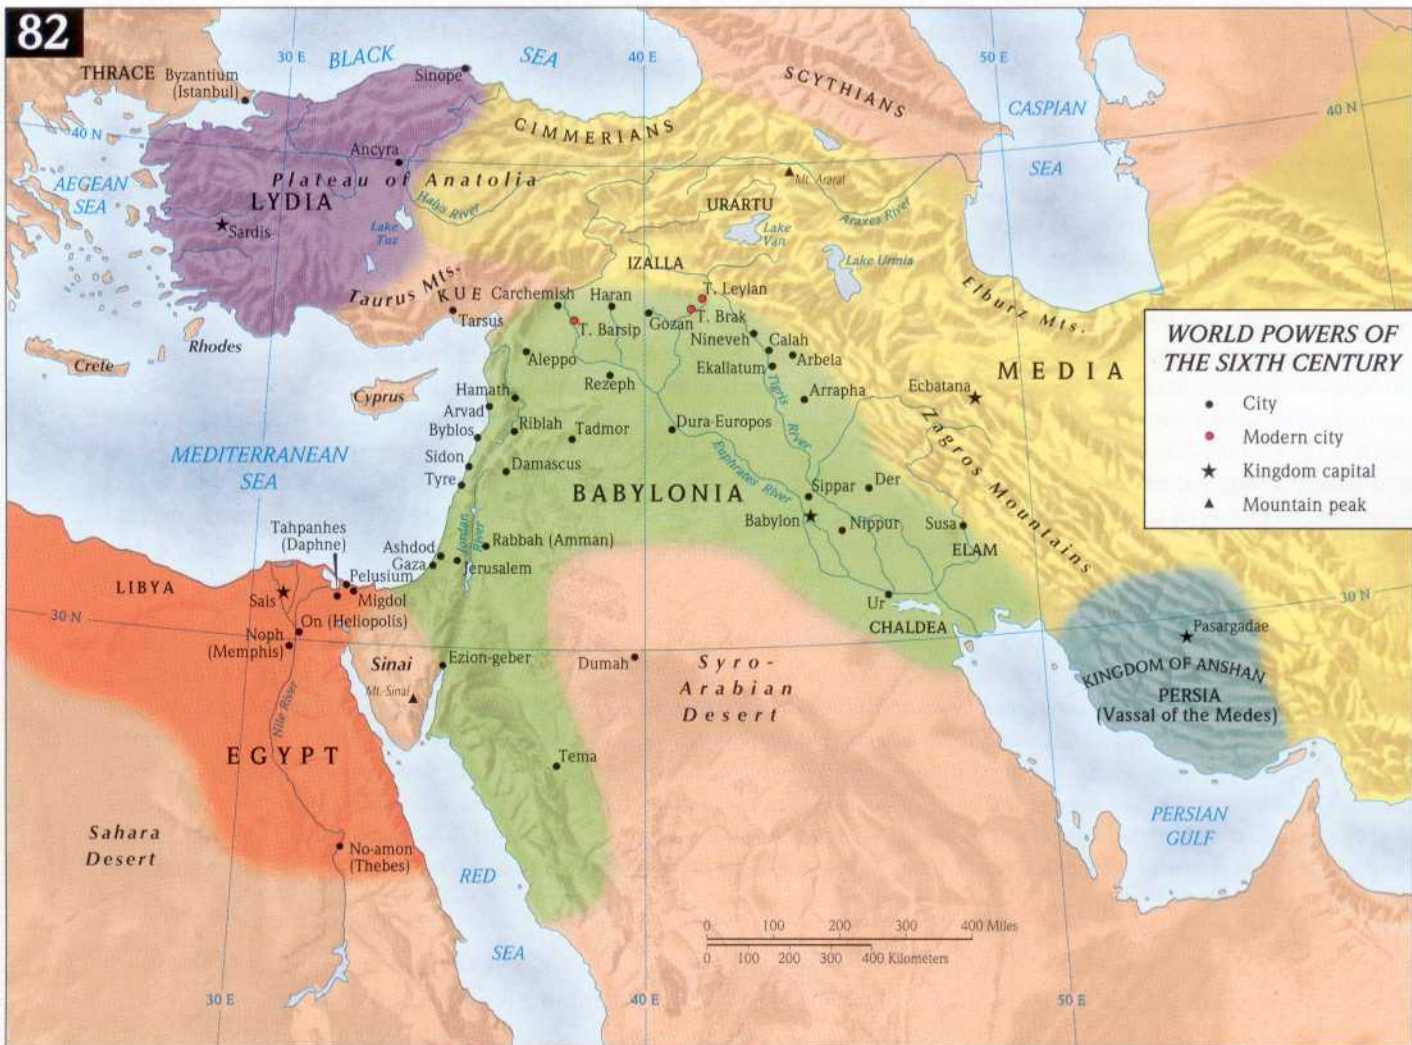 82
30 E
BLACK
SEA
40 E
50 E
THRACE
Byzantium
(Istanbul)
Sinope
SCYTHIANS
CASPIAN
SEA
40 N
40 N
CIMMERIANS
Ancyra
Plateau of Anatolia
AEGEAN
SEA
LYDIA
Halys River
Mt. Ararat
Sardis
URARTU
Araxes River
Lake
Tuz
Lake
Van
Lake Urmia
IZALLA
Taurus Mts.
KUE
Elburz Mts.
Carchemish
Haran
T. Leylan
Tarsus
T. Barsip
Gozan
T. Brak
Nineveh
Calah
Rhodes
Crete
Aleppo
Ekallatum
Arbela
MEDIA
Rezeph
Cyprus
Hamath
Arrapha
Ecbatana
Arvad
Tigris
River
Byblos
Riblah
Tadmor
Dura-Europos
Zagros Mountains
MEDITERRANEAN
SEA
Sidon
Damascus
Euphrates River
Tyre
BABYLONIA
Sippar
Der
Babylon
Nippur
Susa
Tahpanhes
(Daphne)
Jordan
River
Rabbah (Amman)
ELAM
Ashdod
Gaza
Jerusalem
LIBYA
Pelusium
Sais
Migdol
Ur
30 N
30 N
On (Heliopolis)
CHALDEA
Noph
(Memphis)
Pasargadae
Sinai
Ezion-geber
Dumah
Syro-
Arabian
Desert
KINGDOM OF ANSHAN
Mt. Sinai
PERSIA
(Vassal of the Medes)
Nile River
EGYPT
Tema
PERSIAN
GULF
Sahara
Desert
No-amon
(Thebes)
RED
SEA
0 100 200 300 400 Miles
0 100 200 300 400 Kilometers
30 E
40 E
50 E
WORLD POWERS OF
THE SIXTH CENTURY
City
Modern city
Kingdom capital
Mountain peak